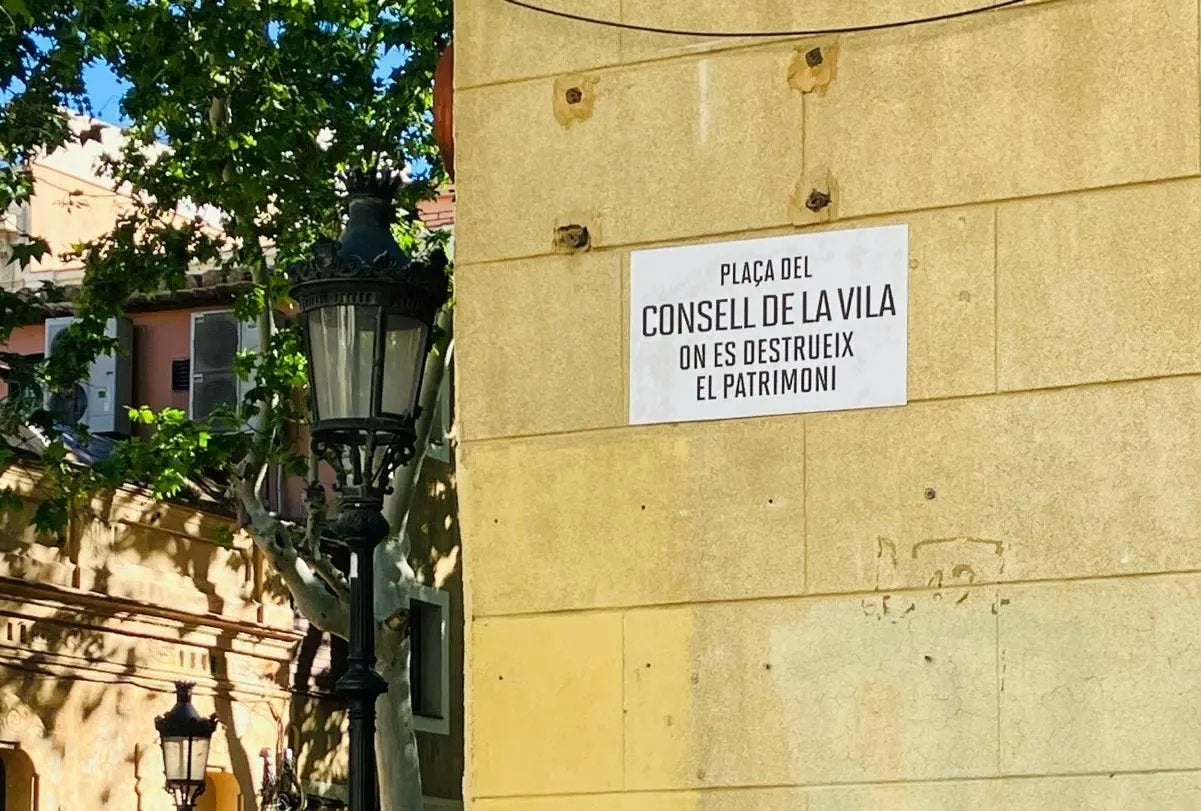 PLAÇA DEL
CONSELL DE LA VILA
ON ES DESTRUEIX
EL PATRIMONI